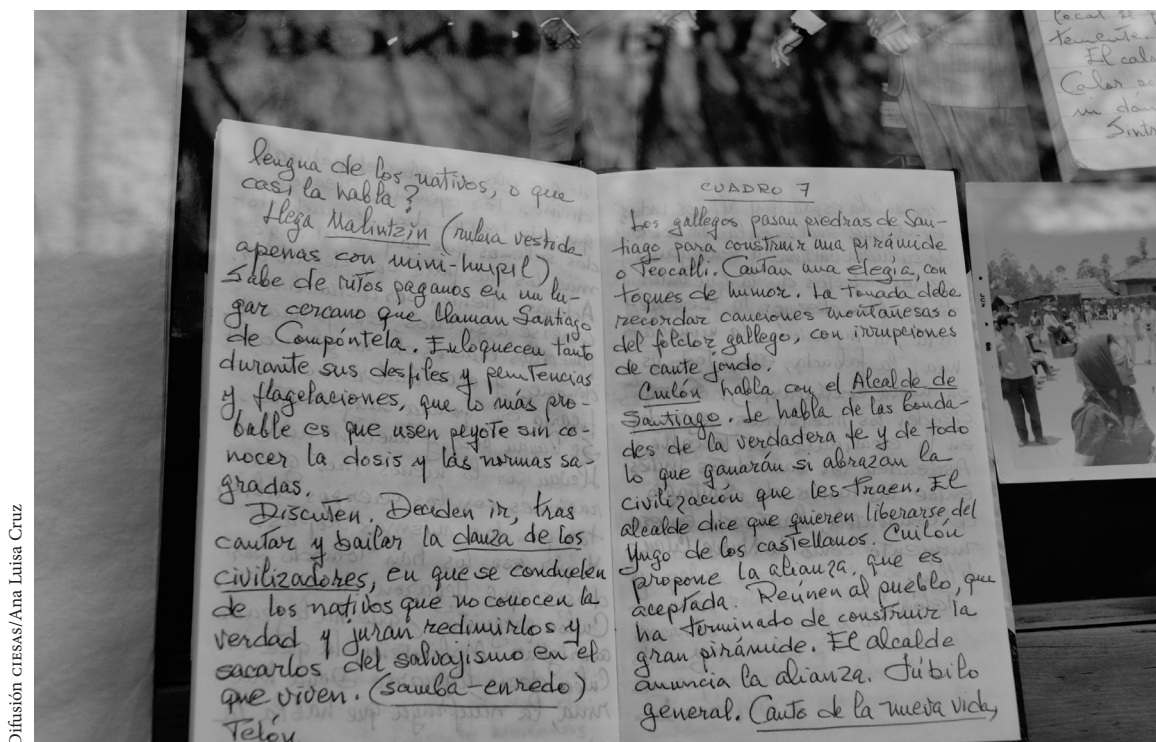 lengua de los nativos, o que
casi la habla?
Llega Malintzin (rubia vestida
apenas con mini-huipil),
Sabe de ritos paganos en un lu-
gar cercano que llaman Santiago
de Compóntela. Enloquecen tanto
durante sus desfiles y penitencias
y flagelaciones, que lo más pro-
bable es que usen peyote sin co-
nocer la dosis y las normas sa-
gradas.
Discuten. Deciden ir, tras
cantar y bailar la danza de los
civilizadores, en que se conduelen
de los nativos que no conocen la
verdad y juran redimirlos y
sacarlos del salvajismo en el
que viven. (samba-enredo)
Telón
CUADRO 7
Los gallegos pasan piedras de San-
tiago para construir una pirámide
o Teocalli. Cantan una elegía, con
toques de humor. La tonada debe
recordar canciones montañesas o
del folclor gallego, con irrupciones
de cante jondo.
Cuilón habla con el Alcalde de
Santiago. Le habla de las bonda-
des de la verdadera fe y de todo
lo que ganarán si abrazan la
civilización que les traen. El
alcalde dice que quieren liberarse del
yugo de los castellanos. Cuilón
propone la alianza, que es
aceptada. Reúnen al pueblo, que
ha terminado de construir la
gran pirámide. El alcalde
anuncia la alianza. Júbilo
general. Canto de la nueva vida,
local se
El calo
Calor
mi
Difusión CIESAS/Ana Luisa Cruz